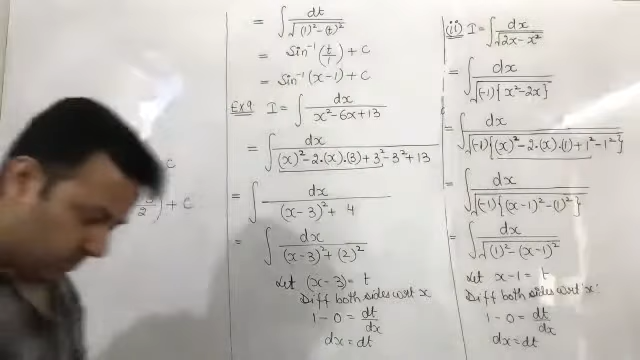 c
/2) + c
= ∫ dt/√((1)² - (t)²)
= Sin⁻¹(t/1) + c
= Sin⁻¹(x-1) + c
Ex 9 I = ∫ dx/(x² - 6x + 13)
= ∫ dx/((x)² - 2·(x)·(3) + 3² - 3² + 13)
= ∫ dx/((x-3)² + 4)
= ∫ dx/((x-3)² + (2)²)
Let (x-3) = t
Diff both sides w.r.t x
1 - 0 = dt/dx
dx = dt
(ii) I = ∫ dx/√(2x - x²)
= ∫ dx/√((-1){x² - 2x})
= ∫ dx/√((-1){(x)² - 2·(x)·(1) + 1² - 1²})
= ∫ dx/√((-1){(x-1)² - (1)²})
= ∫ dx/√((1)² - (x-1)²)
Let x - 1 = t
Diff both sides w.r.t x:
1 - 0 = dt/dx
dx = dt